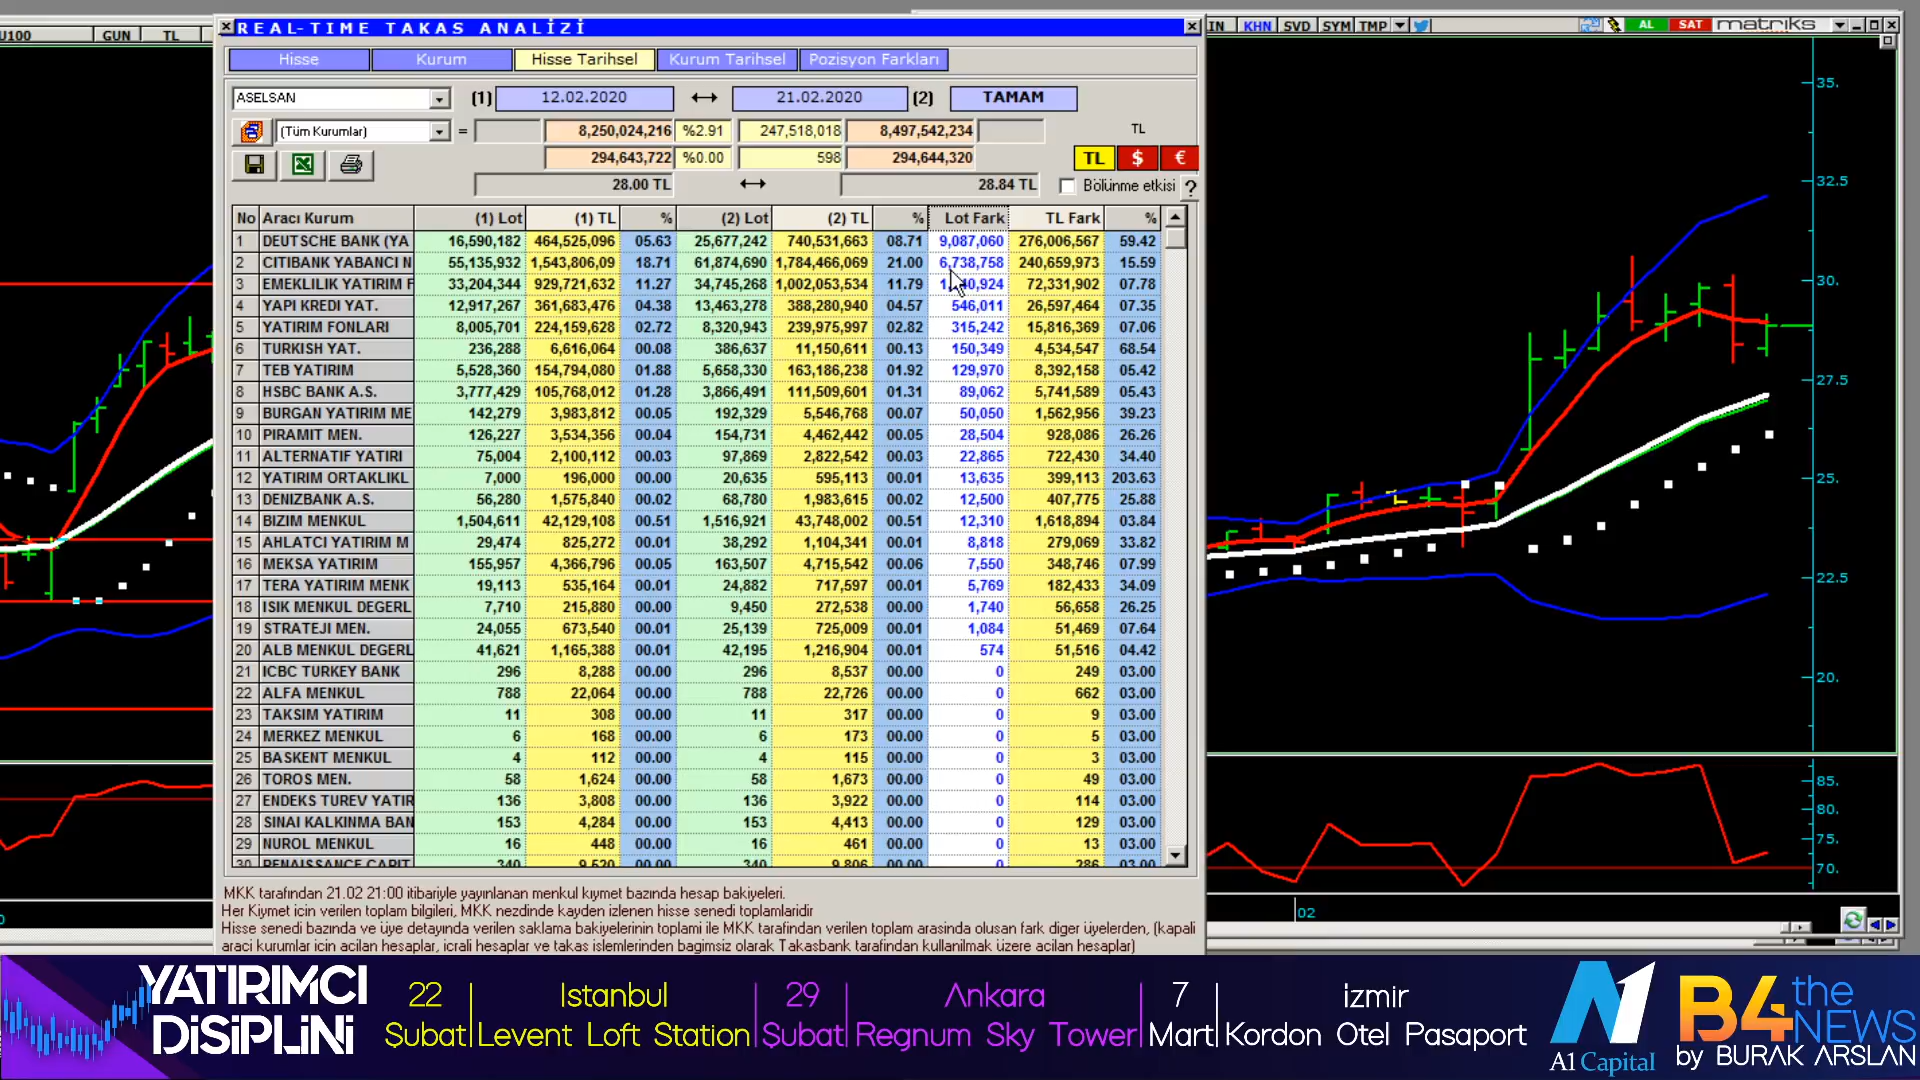 REAL-TIME TAKAS ANALİZİ
U100 GUN TL
IN KHN SVD SYM TMP AL SAT matriks
Hisse Kurum Hisse Tarihsel Kurum Tarihsel Pozisyon Farkları
ASELSAN (1) 12.02.2020 21.02.2020 (2) TAMAM
(Tüm Kurumlar) = 8,250,024,216 %2.91 247,518,018 8,497,542,234 TL
294,643,722 %0.00 598 294,644,320 TL $ €
28.00 TL 28.84 TL Bölünme etkisi ?
No Aracı Kurum (1) Lot (1) TL % (2) Lot (2) TL % Lot Fark TL Fark %
1 DEUTSCHE BANK (YA 16,590,182 464,525,096 05.63 25,677,242 740,531,663 08.71 9,087,060 276,006,567 59.42
2 CITIBANK YABANCI N 55,135,932 1,543,806,09 18.71 61,874,690 1,784,466,069 21.00 6,738,758 240,659,973 15.59
3 EMEKLILIK YATIRIM F 33,204,344 929,721,632 11.27 34,745,268 1,002,053,534 11.79 72,331,902 07.78
4 YAPI KREDI YAT. 12,917,267 361,683,476 04.38 13,463,278 388,280,940 04.57 546,011 26,597,464 07.35
5 YATIRIM FONLARI 8,005,701 224,159,628 02.72 8,320,943 239,975,997 02.82 315,242 15,816,369 07.06
6 TURKISH YAT. 236,288 6,616,064 00.08 386,637 11,150,611 00.13 150,349 4,534,547 68.54
7 TEB YATIRIM 5,528,360 154,794,080 01.88 5,658,330 163,186,238 01.92 129,970 8,392,158 05.42
8 HSBC BANK A.S. 3,777,429 105,768,012 01.28 3,866,491 111,509,601 01.31 89,062 5,741,589 05.43
9 BURGAN YATIRIM ME 142,279 3,983,812 00.05 192,329 5,546,768 00.07 50,050 1,562,956 39.23
10 PIRAMIT MEN. 126,227 3,534,356 00.04 154,731 4,462,442 00.05 28,504 928,086 26.26
11 ALTERNATIF YATIRI 75,004 2,100,112 00.03 97,869 2,822,542 00.03 22,865 722,430 34.40
12 YATIRIM ORTAKLIKL 7,000 196,000 00.00 20,635 595,113 00.01 13,635 399,113 203.63
13 DENIZBANK A.S. 56,280 1,575,840 00.02 68,780 1,983,615 00.02 12,500 407,775 25.88
14 BIZIM MENKUL 1,504,611 42,129,108 00.51 1,516,921 43,748,002 00.51 12,310 1,618,894 03.84
15 AHLATCI YATIRIM M 29,474 825,272 00.01 38,292 1,104,341 00.01 8,818 279,069 33.82
16 MEKSA YATIRIM 155,957 4,366,796 00.05 163,507 4,715,542 00.06 7,550 348,746 07.99
17 TERA YATIRIM MENK 19,113 535,164 00.01 24,882 717,597 00.01 5,769 182,433 34.09
18 ISIK MENKUL DEGERL 7,710 215,880 00.00 9,450 272,538 00.00 1,740 56,658 26.25
19 STRATEJI MEN. 24,055 673,540 00.01 25,139 725,009 00.01 1,084 51,469 07.64
20 ALB MENKUL DEGERL 41,621 1,165,388 00.01 42,195 1,216,904 00.01 574 51,516 04.42
21 ICBC TURKEY BANK 296 8,288 00.00 296 8,537 00.00 0 249 03.00
22 ALFA MENKUL 788 22,064 00.00 788 22,726 00.00 0 662 03.00
23 TAKSIM YATIRIM 11 308 00.00 11 317 00.00 0 9 03.00
24 MERKEZ MENKUL 6 168 00.00 6 173 00.00 0 5 03.00
25 BASKENT MENKUL 4 112 00.00 4 115 00.00 0 3 03.00
26 TOROS MEN. 58 1,624 00.00 58 1,673 00.00 0 49 03.00
27 ENDEKS TUREV YATIR 136 3,808 00.00 136 3,922 00.00 0 114 03.00
28 SINAI KALKINMA BAN 153 4,284 00.00 153 4,413 00.00 0 129 03.00
29 NUROL MENKUL 16 448 00.00 16 461 00.00 0 13 03.00
30 RENAISSANCE CAPIT 340 9,520 00.00 340 9,806 00.00 0 286 03.00
MKK tarafından 21.02 21:00 itibariyle yayınlanan menkul kıymet bazında hesap bakiyeleri.
Her Kiymet icin verilen toplam bilgileri, MKK nezdinde kayden izlenen hisse senedi toplamlaridir
Hisse senedi bazında ve üye detayında verilen saklama bakiyelerinin toplami ile MKK tarafından verilen toplam arasinda olusan fark diger üyelerden, (kapali
araci kurumlar icin acilan hesaplar, icrali hesaplar ve takas islemlerinden bagimsiz olarak Takasbank tarafindan kullanilmak üzere acilan hesaplar)
35.
32.5
30.
27.5
25.
22.5
20.
85.
80.
75.
70.
02
YATIRIMCI DİSİPLİNİ
22 Şubat Istanbul Levent Loft Station
29 Şubat Ankara Regnum Sky Tower
7 Mart İzmir Kordon Otel Pasaport
A1 Capital
B4 the NEWS
by BURAK ARSLAN